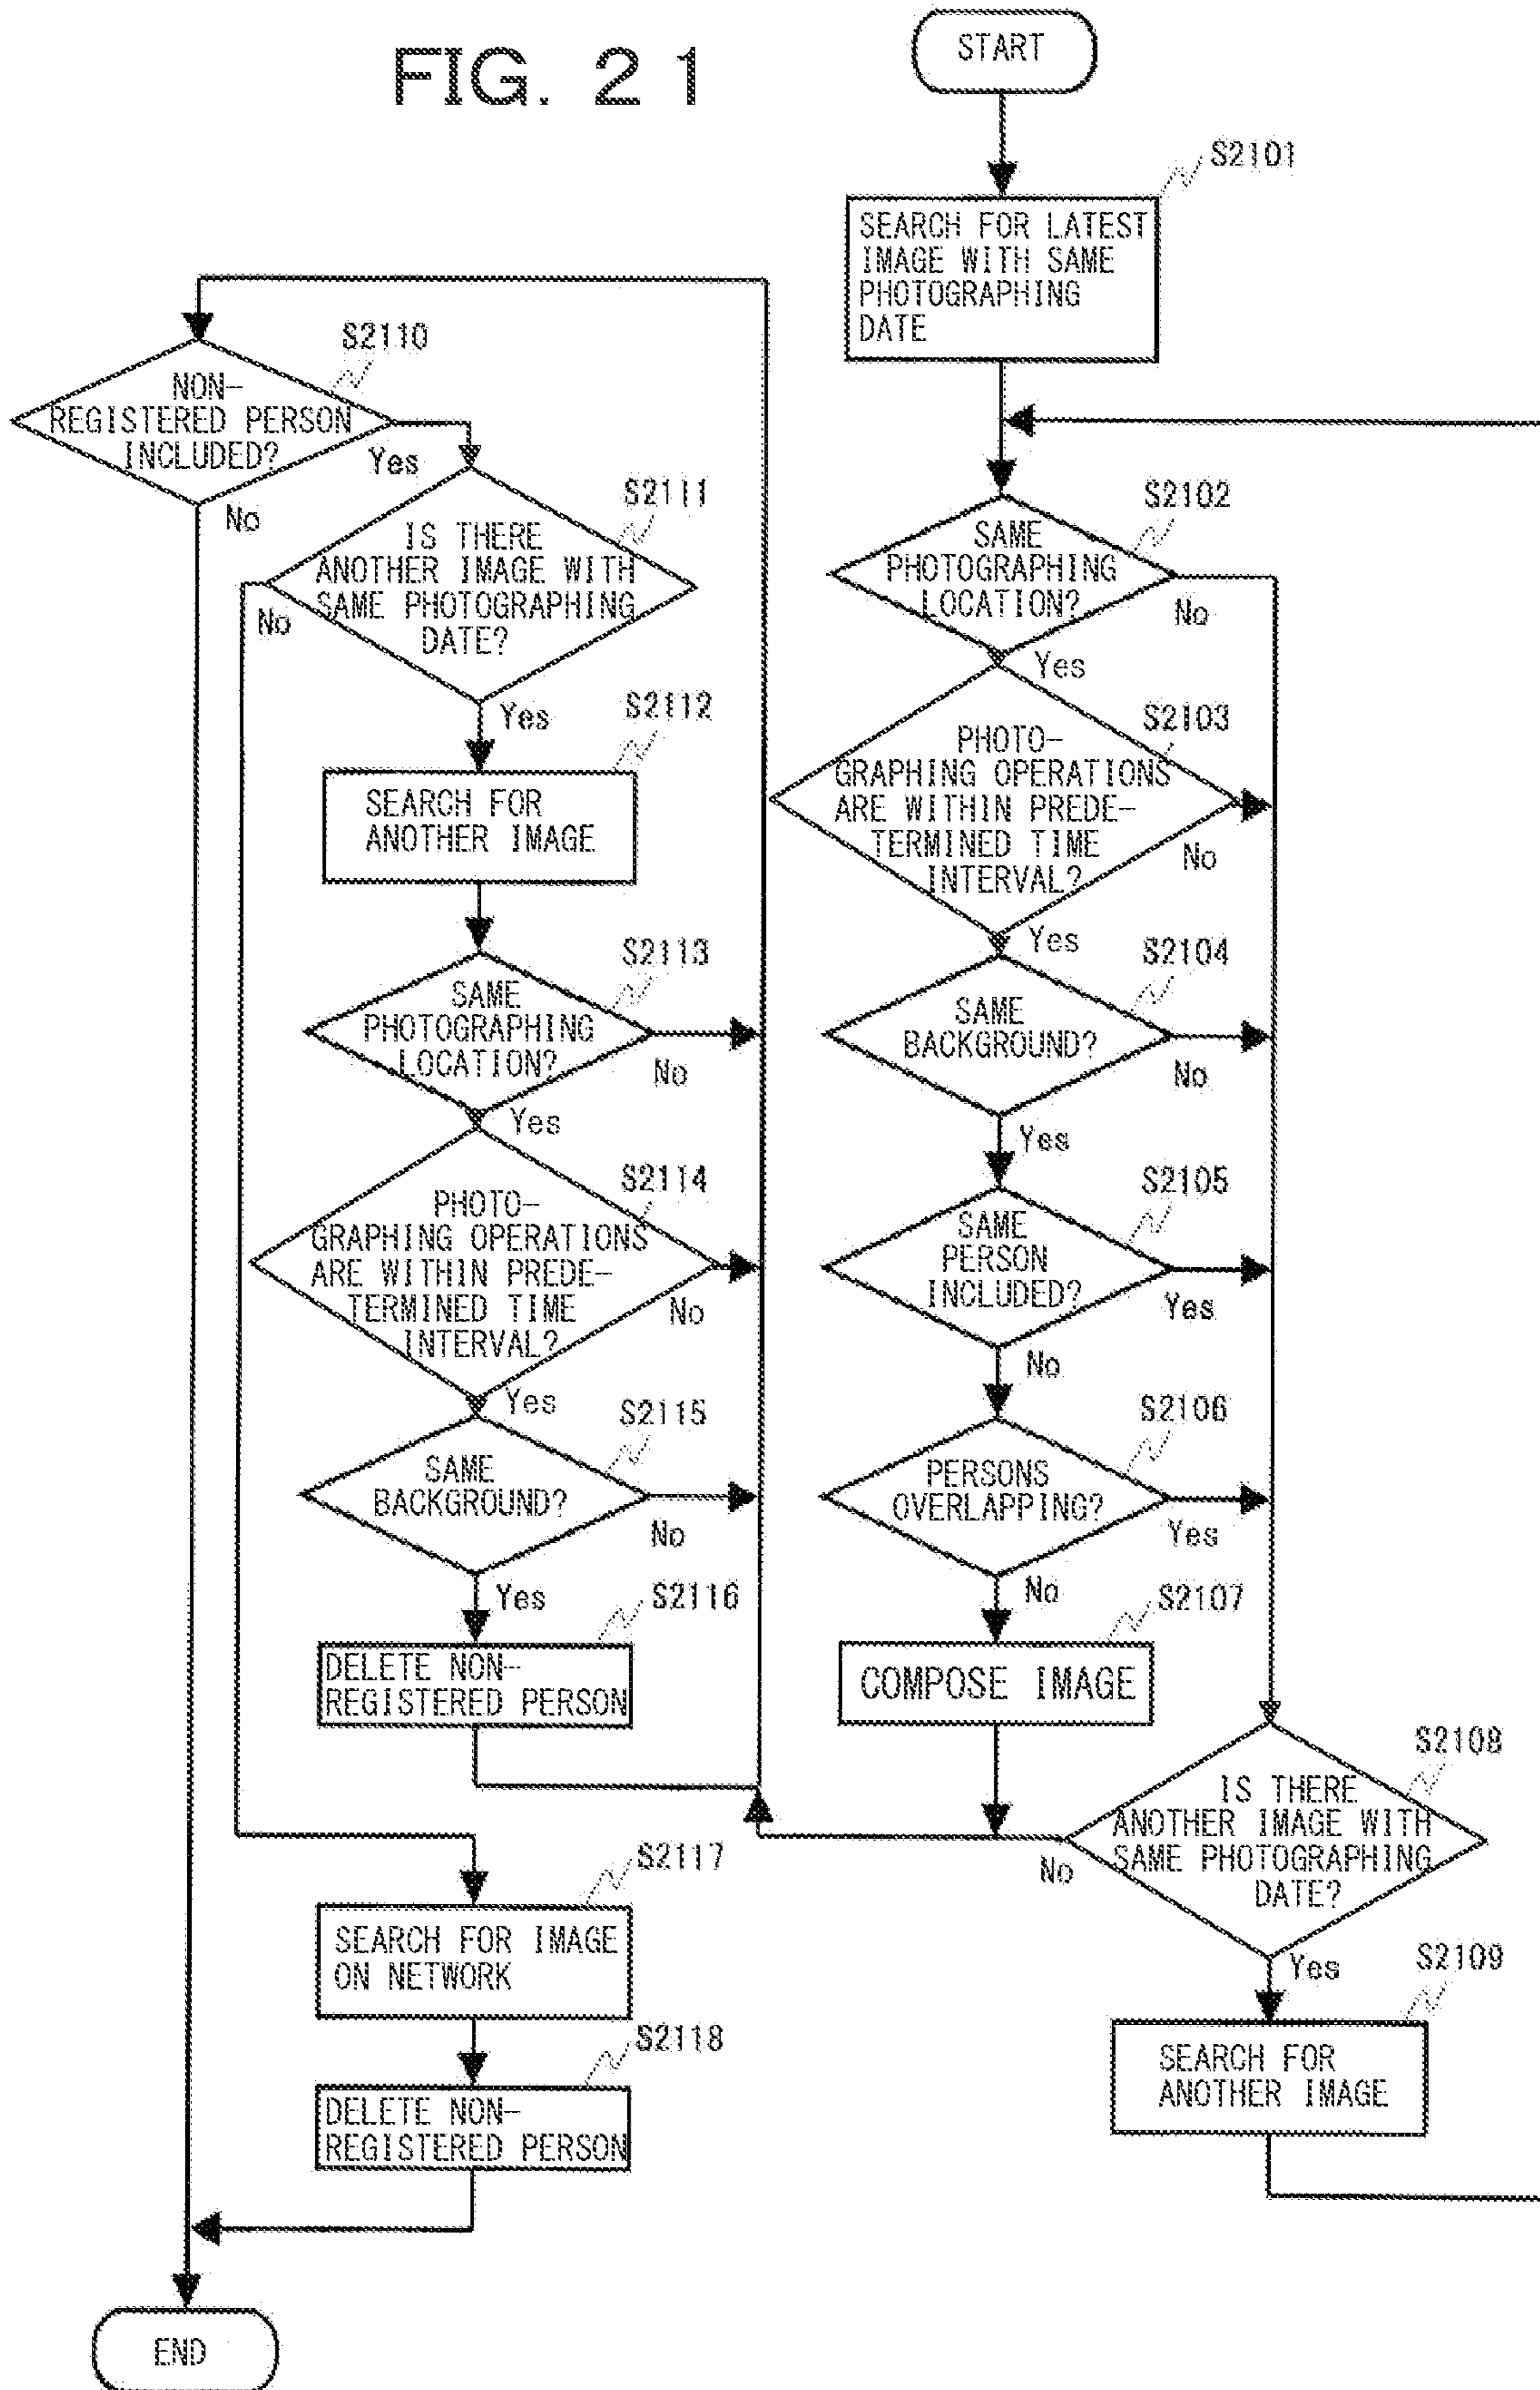 FIG. 21
START
S2101
SEARCH FOR LATEST
IMAGE WITH SAME
PHOTOGRAPHING
DATE
S2102
SAME
PHOTOGRAPHING
LOCATION?
No
Yes
S2103
PHOTO-
GRAPHING OPERATIONS
ARE WITHIN PREDE-
TERMINED TIME
INTERVAL?
No
Yes
S2104
SAME
BACKGROUND?
No
Yes
S2105
SAME
PERSON
INCLUDED?
Yes
No
S2106
PERSONS
OVERLAPPING?
Yes
No
S2107
COMPOSE IMAGE
S2108
IS THERE
ANOTHER IMAGE WITH
SAME PHOTOGRAPHING
DATE?
No
Yes
S2109
SEARCH FOR
ANOTHER IMAGE
S2110
NON-
REGISTERED PERSON
INCLUDED?
Yes
No
S2111
IS THERE
ANOTHER IMAGE WITH
SAME PHOTOGRAPHING
DATE?
No
Yes
S2112
SEARCH FOR
ANOTHER IMAGE
S2113
SAME
PHOTOGRAPHING
LOCATION?
No
Yes
S2114
PHOTO-
GRAPHING OPERATIONS
ARE WITHIN PREDE-
TERMINED TIME
INTERVAL?
No
Yes
S2115
SAME
BACKGROUND?
No
Yes
S2116
DELETE NON-
REGISTERED PERSON
S2117
SEARCH FOR IMAGE
ON NETWORK
S2118
DELETE NON-
REGISTERED PERSON
END